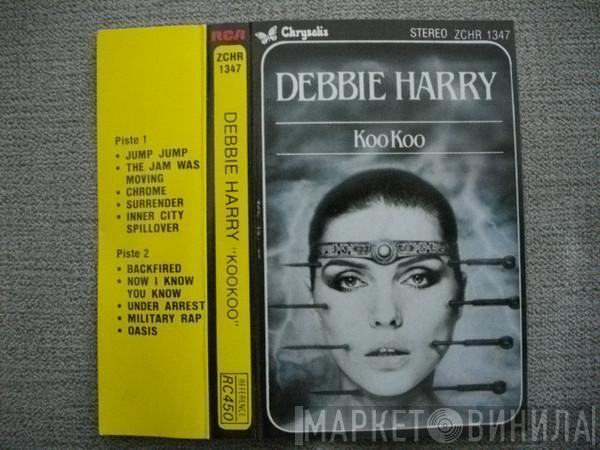 Piste 1
• JUMP JUMP
• THE JAM WAS
MOVING
• CHROME
• SURRENDER
• INNER CITY
SPILLOVER
Piste 2
• BACKFIRED
• NOW I KNOW
YOU KNOW
• UNDER ARREST
• MILITARY RAP
• OASIS
RCA
ZCHR
1347
DEBBIE HARRY "KOOKOO"
REFERENCE
RC450
Chrysalis
STEREO ZCHR 1347
DEBBIE HARRY
KooKoo
МАРКЕТ ВИНИЛА